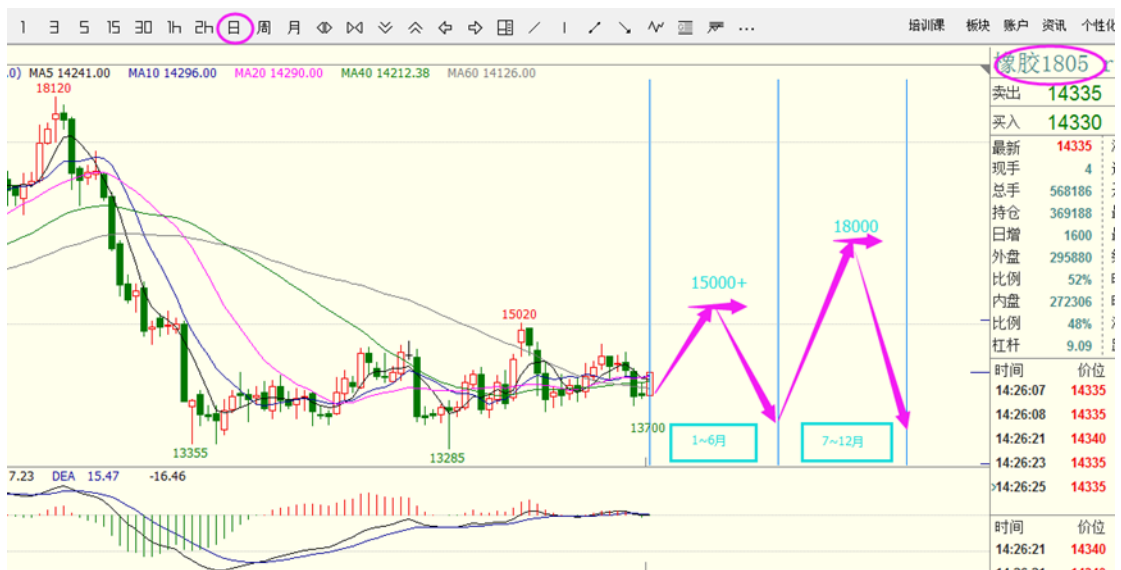 1 3 5 15 30 1h 2h 日 周 月 ... 培训课 板块 账户 资讯 个性化
.0) MA5 14241.00 MA10 14296.00 MA20 14290.00 MA40 14212.38 MA60 14126.00
橡胶1805 r
18120
卖出 14335
买入 14330
最新 14335
现手 4
总手 568186
持仓 369188
日增 1600
外盘 295880
比例 52%
内盘 272306
比例 48%
杠杆 9.09
18000
15000+
15020
13355
13285
13700
1~6月
7~12月
时间 价位
14:26:07 14335
14:26:08 14335
14:26:21 14340
14:26:23 14335
14:26:25 14335
7.23 DEA 15.47 -16.46
时间 价位
14:26:21 14340